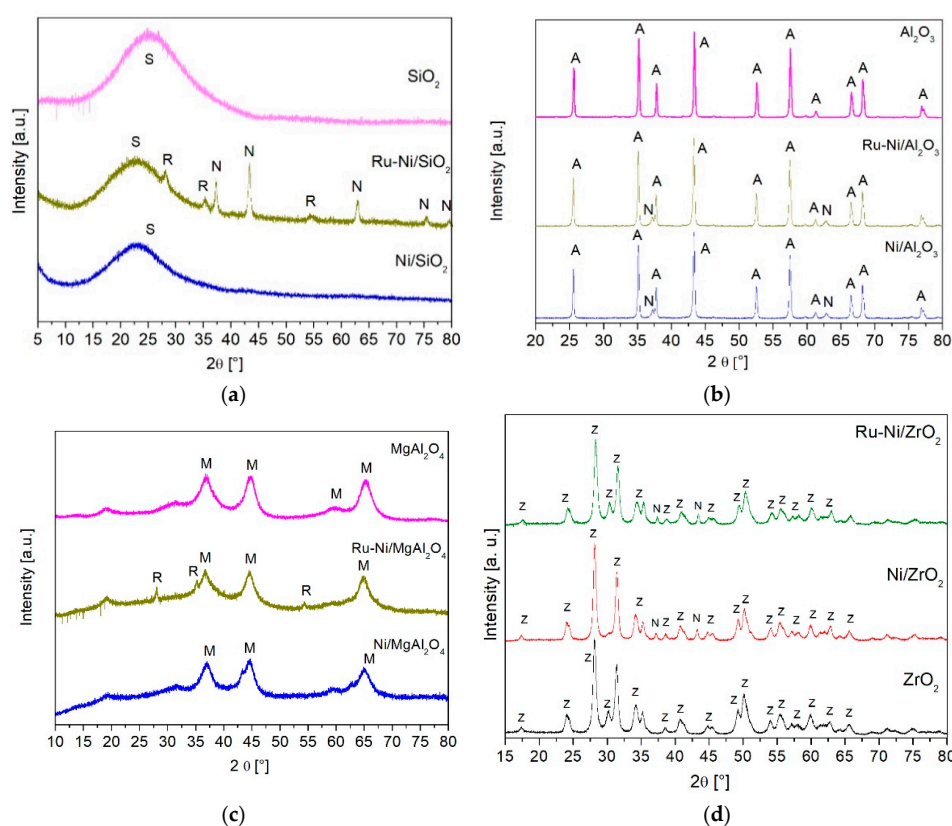 Intensity [a.u.]
S
SiO₂
S
R
R
N
N
R
N
N
N
Ru-Ni/SiO₂
S
Ni/SiO₂
5 10 15 20 25 30 35 40 45 50 55 60 65 70 75 80
2θ [°]
(a)
Intensity [a.u.]
A A A A A A A A A A
Al₂O₃
A A N A A A A A N A A
Ru-Ni/Al₂O₃
A A N A A A A A N A A A
Ni/Al₂O₃
20 25 30 35 40 45 50 55 60 65 70 75 80
2 θ [°]
(b)
Intensity [a.u.]
MgAl₂O₄
M M M M
Ru-Ni/MgAl₂O₄
R R M M R M
Ni/MgAl₂O₄
M M M
10 15 20 25 30 35 40 45 50 55 60 65 70 75 80
2 θ [°]
(c)
Intensity [a. u.]
Ru-Ni/ZrO₂
Z Z Z Z Z Z N Z Z N Z Z Z Z Z Z Z Z Z Z
Ni/ZrO₂
Z Z Z Z Z N Z Z N Z Z Z Z Z Z Z Z Z Z
ZrO₂
Z Z Z Z Z Z Z Z Z Z Z Z Z Z Z Z Z
15 20 25 30 35 40 45 50 55 60 65 70 75 80
2θ [°]
(d)